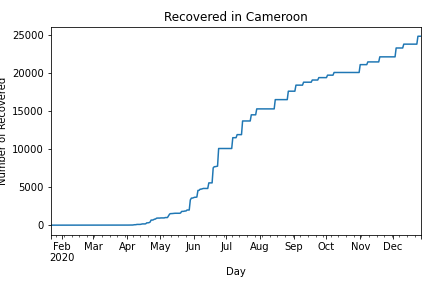 Recovered in Cameroon
Number of Recovered
25000
20000
15000
10000
5000
0
Feb Mar Apr May Jun Jul Aug Sep Oct Nov Dec
2020
Day